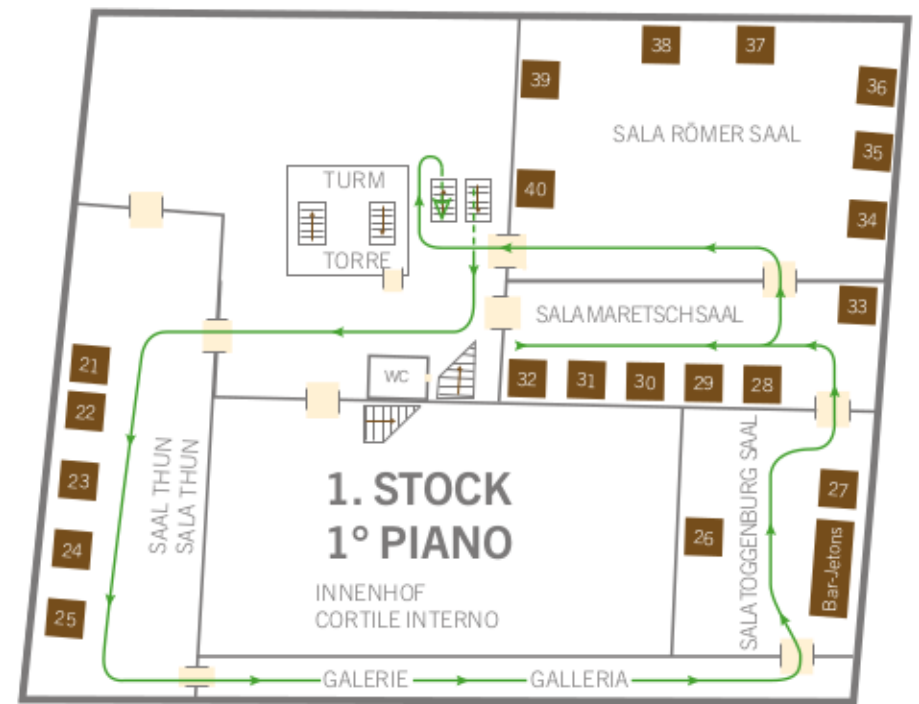 38
37
39
36
SALA RÖMER SAAL
35
TURM
40
34
TORRE
SALA MARETSCH SAAL
33
21
WC
32
31
30
29
28
22
23
SAAL THUN
SALA THUN
1. STOCK
1° PIANO
SALA TOGGENBURG SAAL
27
24
26
Bar-Jetons
INNENHOF
CORTILE INTERNO
25
GALERIE
GALLERIA